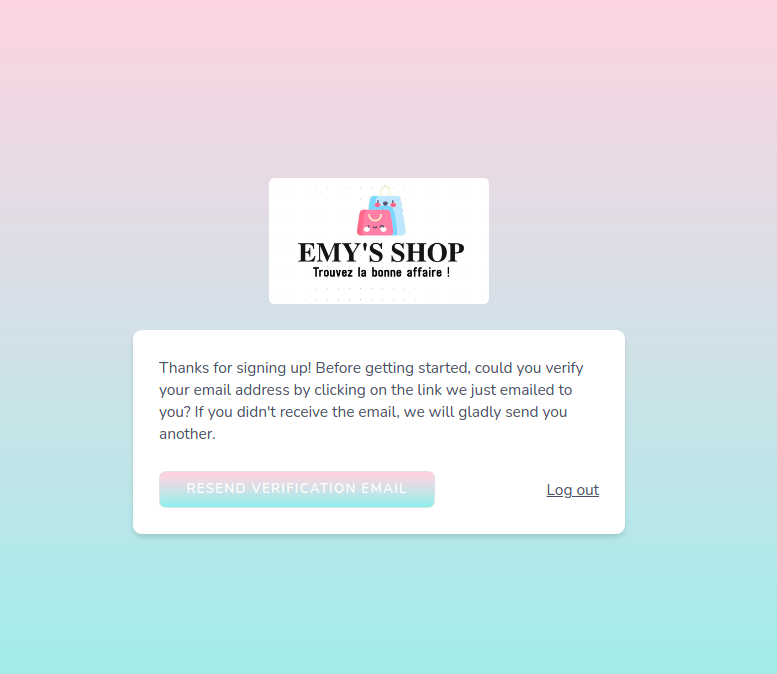 EMY'S SHOP
Trouvez la bonne affaire !
Thanks for signing up! Before getting started, could you verify
your email address by clicking on the link we just emailed to
you? If you didn't receive the email, we will gladly send you
another.
RESEND VERIFICATION EMAIL
Log out